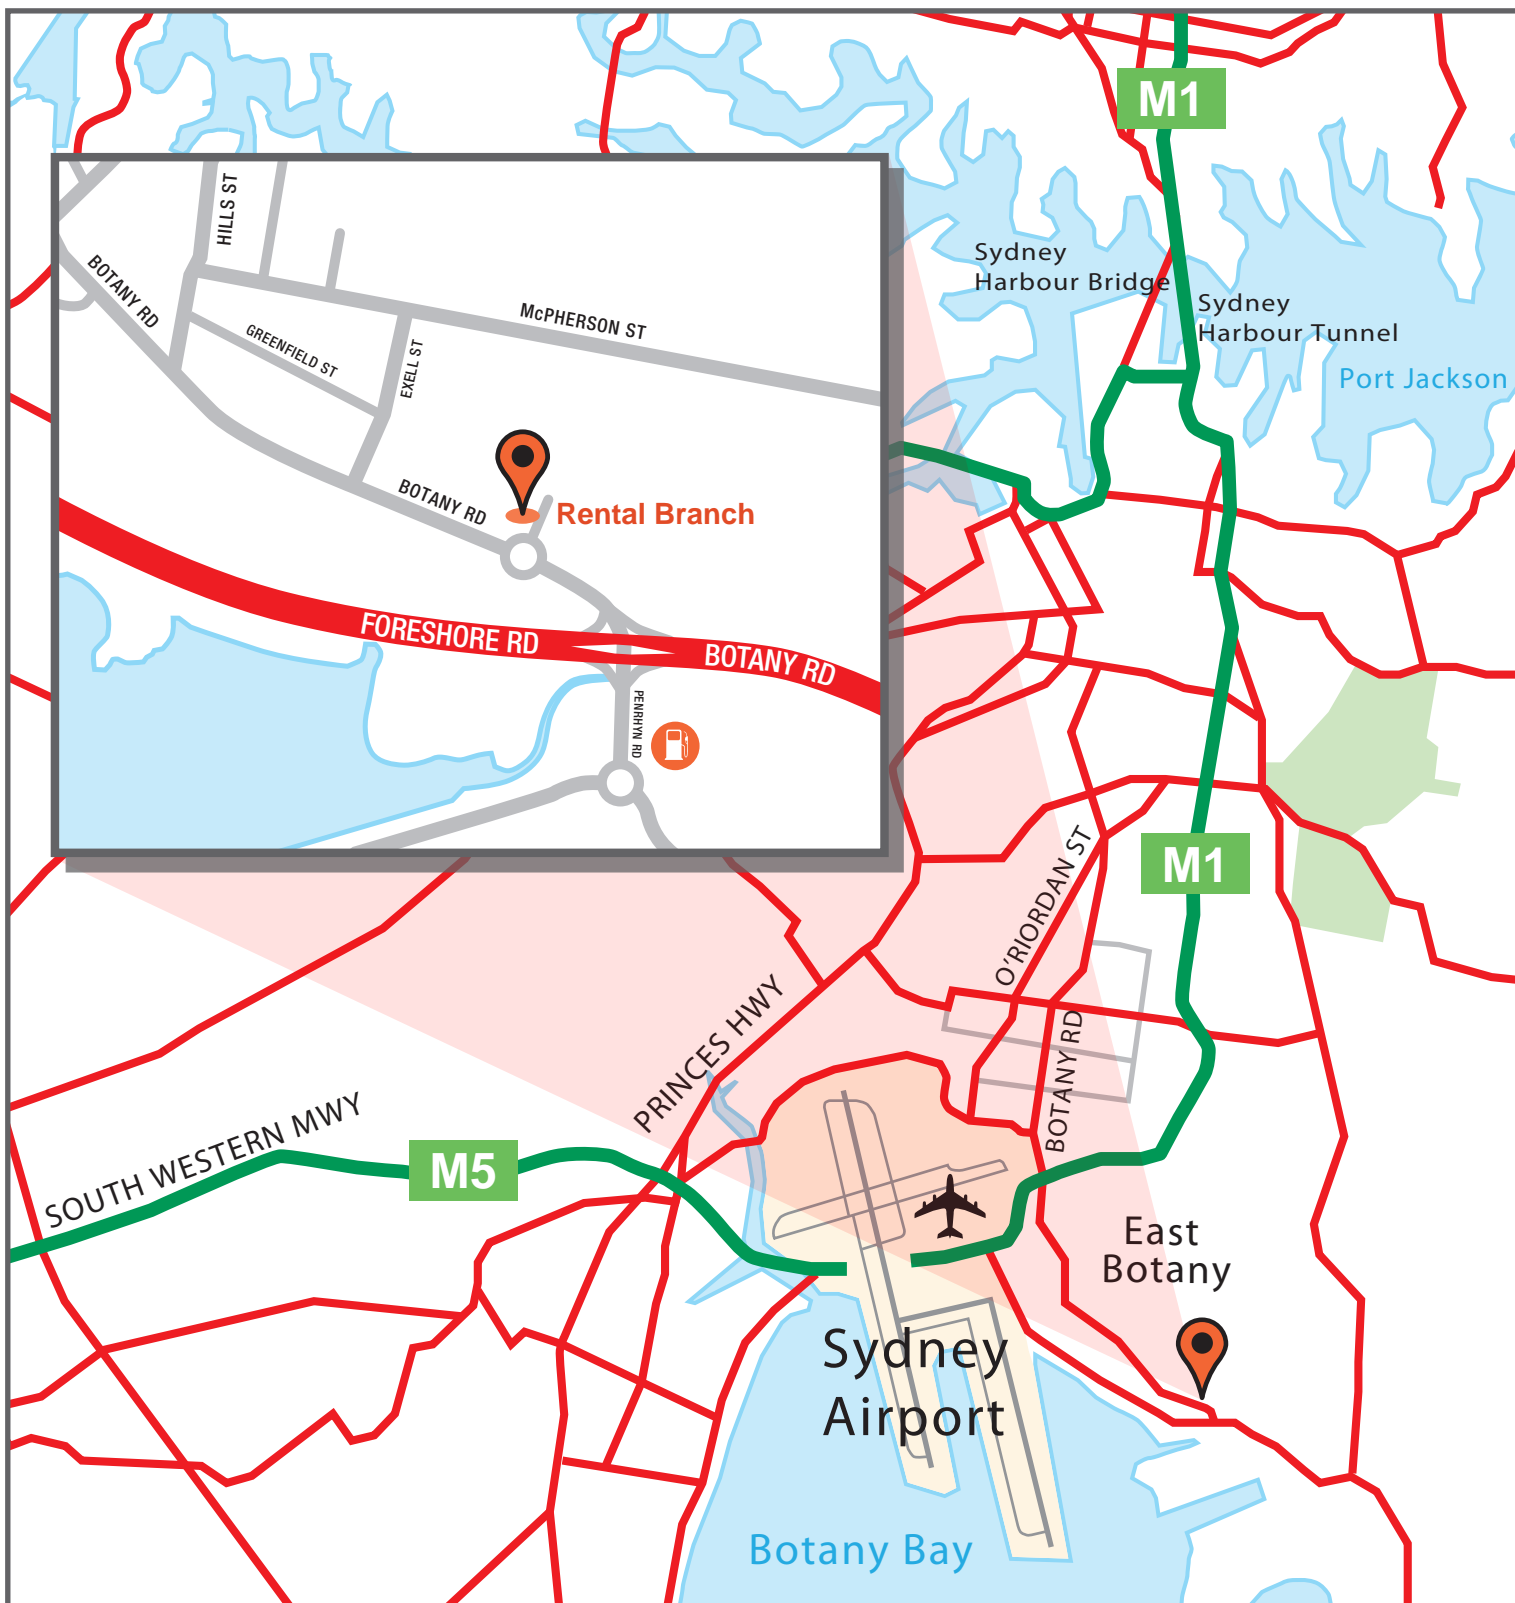 M1
HILLS ST
BOTANY RD
GREENFIELD ST
EXELL ST
McPHERSON ST
BOTANY RD
Rental Branch
FORESHORE RD
BOTANY RD
PENRHYN RD
Sydney
Harbour Bridge
Sydney
Harbour Tunnel
Port Jackson
M1
O'RIORDAN ST
PRINCES HWY
BOTANY RD
SOUTH WESTERN MWY
M5
East
Botany
Sydney
Airport
Botany Bay